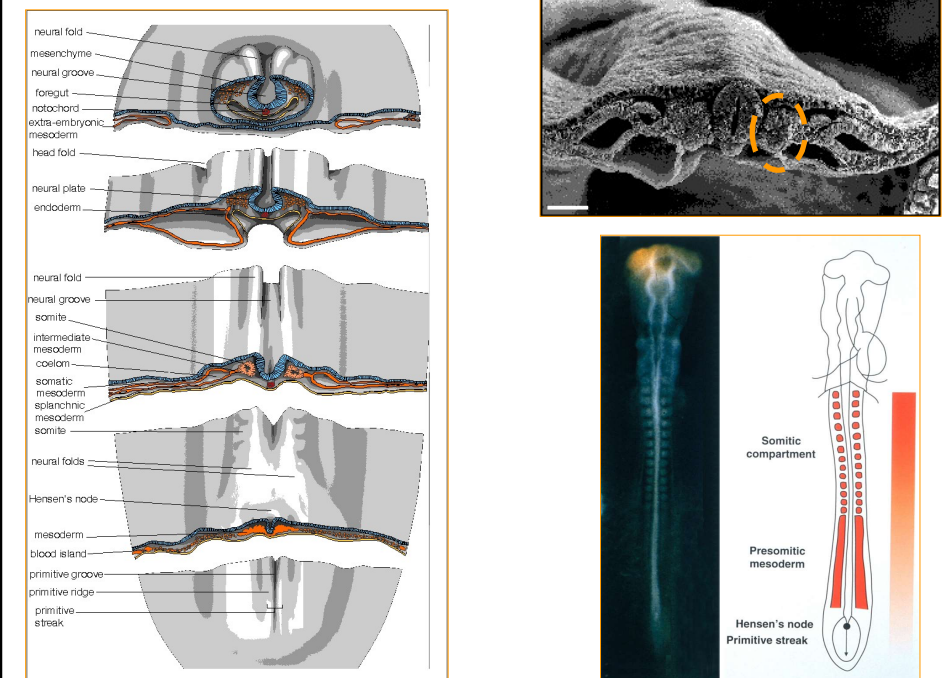 neural fold
mesenchyme
neural groove
foregut
notochord
extra-embryonic
mesoderm
head fold
neural plate
endoderm
neural fold
neural groove
somite
intermediate
mesoderm
coelom
somatic
mesoderm
splanchnic
mesoderm
somite
neural folds
Hensen's node
mesoderm
blood island
primitive groove
primitive ridge
primitive
streak
Somitic
compartment
Presomitic
mesoderm
Hensen's node
Primitive streak